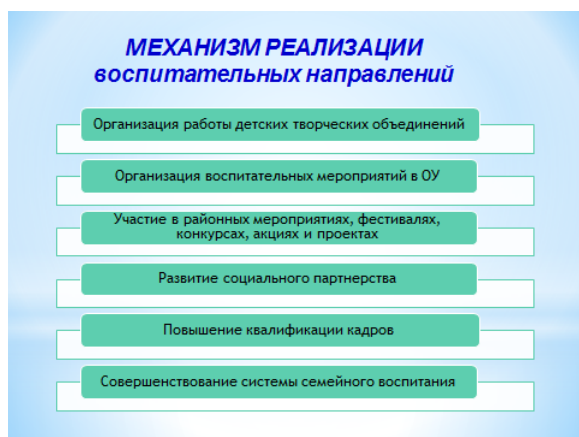 МЕХАНИЗМ РЕАЛИЗАЦИИ
воспитательных направлений
Организация работы детских творческих объединений
Организация воспитательных мероприятий в ОУ
Участие в районных мероприятиях, фестивалях,
конкурсах, акциях и проектах
Развитие социального партнерства
Повышение квалификации кадров
Совершенствование системы семейного воспитания